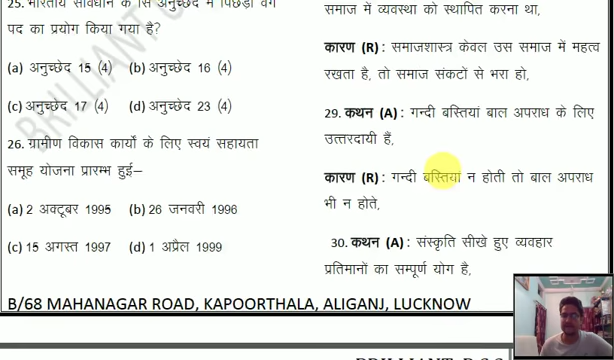 25. भारतीय संविधान के किस अनुच्छेद में पिछड़ा वर्ग
पद का प्रयोग किया गया है?
(a) अनुच्छेद 15 (4) (b) अनुच्छेद 16 (4)
(c) अनुच्छेद 17 (4) (d) अनुच्छेद 23 (4)
26. ग्रामीण विकास कार्यों के लिए स्वयं सहायता
समूह योजना प्रारम्भ हुई–
(a) 2 अक्टूबर 1995 (b) 26 जनवरी 1996
(c) 15 अगस्त 1997 (d) 1 अप्रैल 1999
समाज में व्यवस्था को स्थापित करना था,
कारण (R): समाजशास्त्र केवल उस समाज में महत्व
रखता है, तो समाज संकटों से भरा हो,
29. कथन (A): गन्दी बस्तियां बाल अपराध के लिए
उत्तरदायी हैं,
कारण (R): गन्दी बस्तियां न होती तो बाल अपराध
भी न होते,
30. कथन (A): संस्कृति सीखे हुए व्यवहार
प्रतिमानों का सम्पूर्ण योग है,
B/68 MAHANAGAR ROAD, KAPOORTHALA, ALIGANJ, LUCKNOW